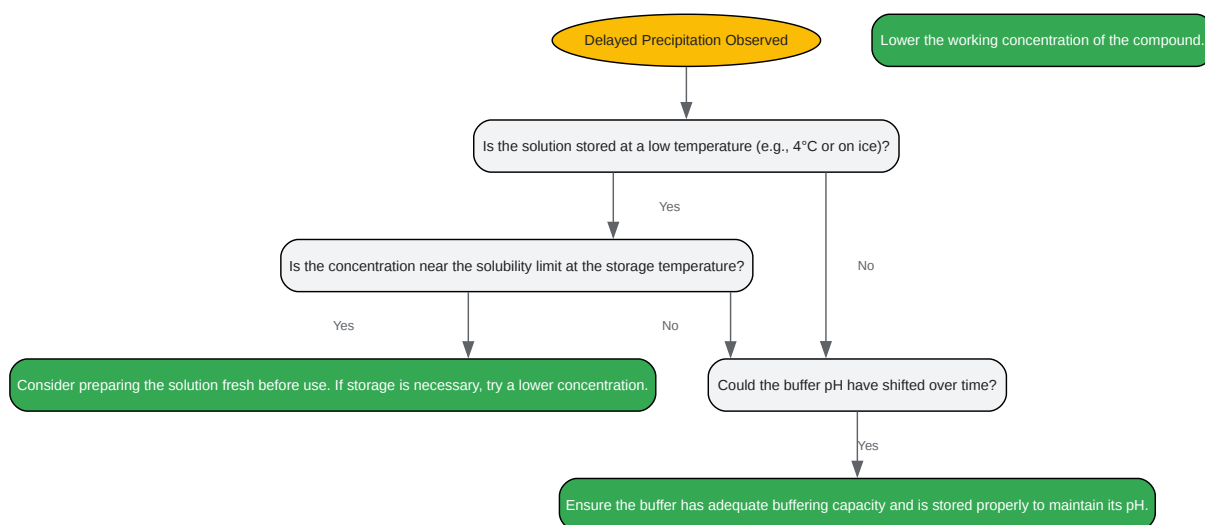 Delayed Precipitation Observed
Lower the working concentration of the compound.
Is the solution stored at a low temperature (e.g., 4°C or on ice)?
Yes
Is the concentration near the solubility limit at the storage temperature?
No
Yes
No
Consider preparing the solution fresh before use. If storage is necessary, try a lower concentration.
Could the buffer pH have shifted over time?
Yes
Ensure the buffer has adequate buffering capacity and is stored properly to maintain its pH.